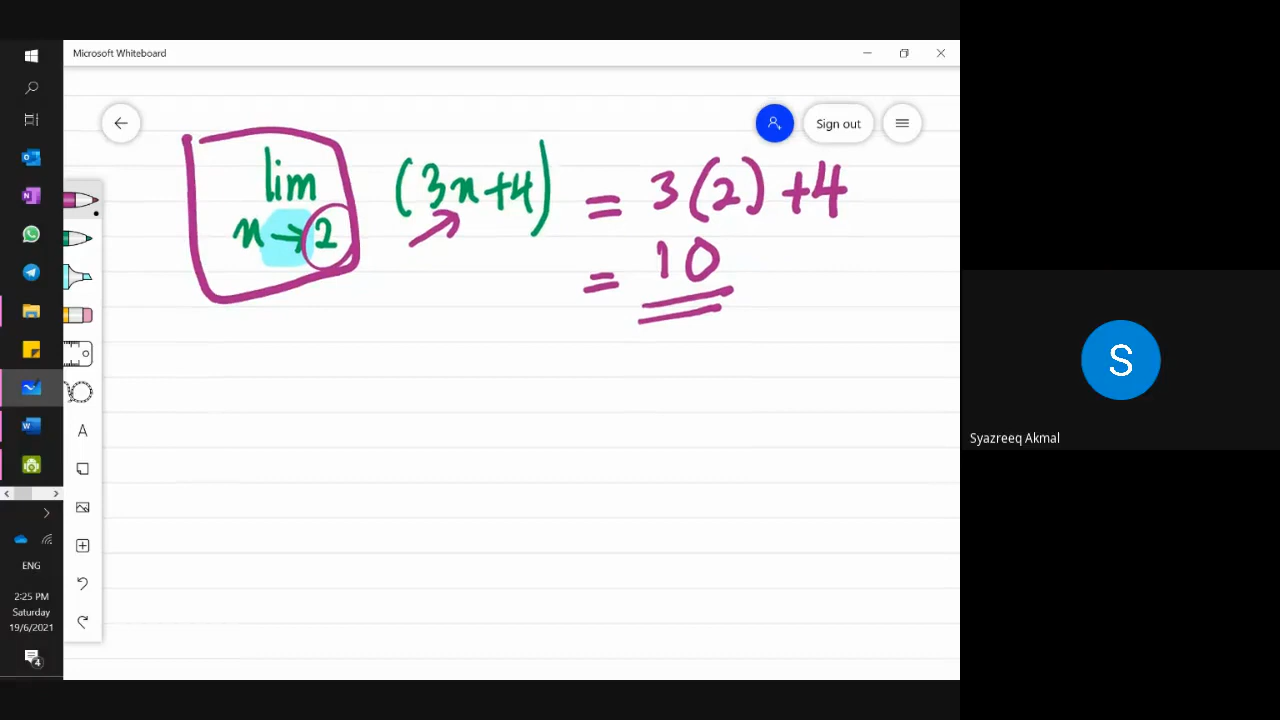 Microsoft Whiteboard
Sign out
lim (3x+4) = 3(2)+4
x→2
= 10
A
W
S
Syazreeq Akmal
ENG
2:25 PM
Saturday
19/6/2021
4